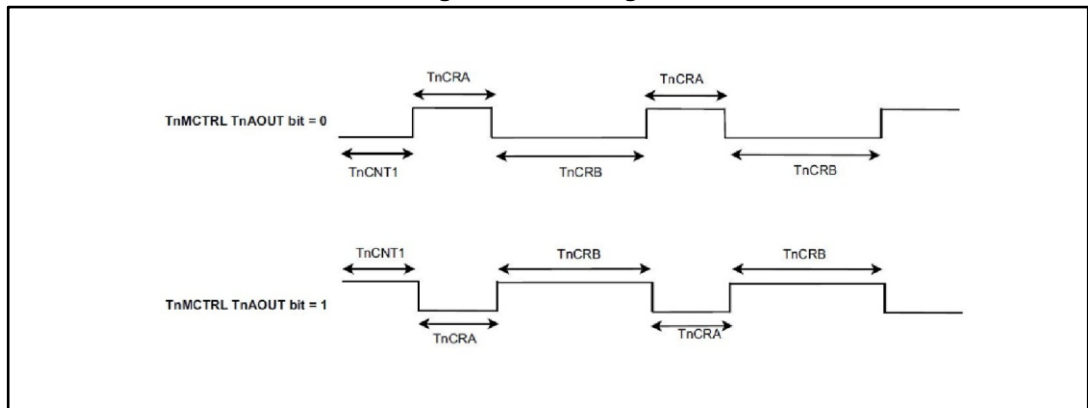 TnCRA TnCRA
TnMCTRL TnAOUT bit = 0
TnCNT1 TnCRB TnCRB
TnCNT1 TnCRB TnCRB
TnMCTRL TnAOUT bit = 1
TnCRA TnCRA